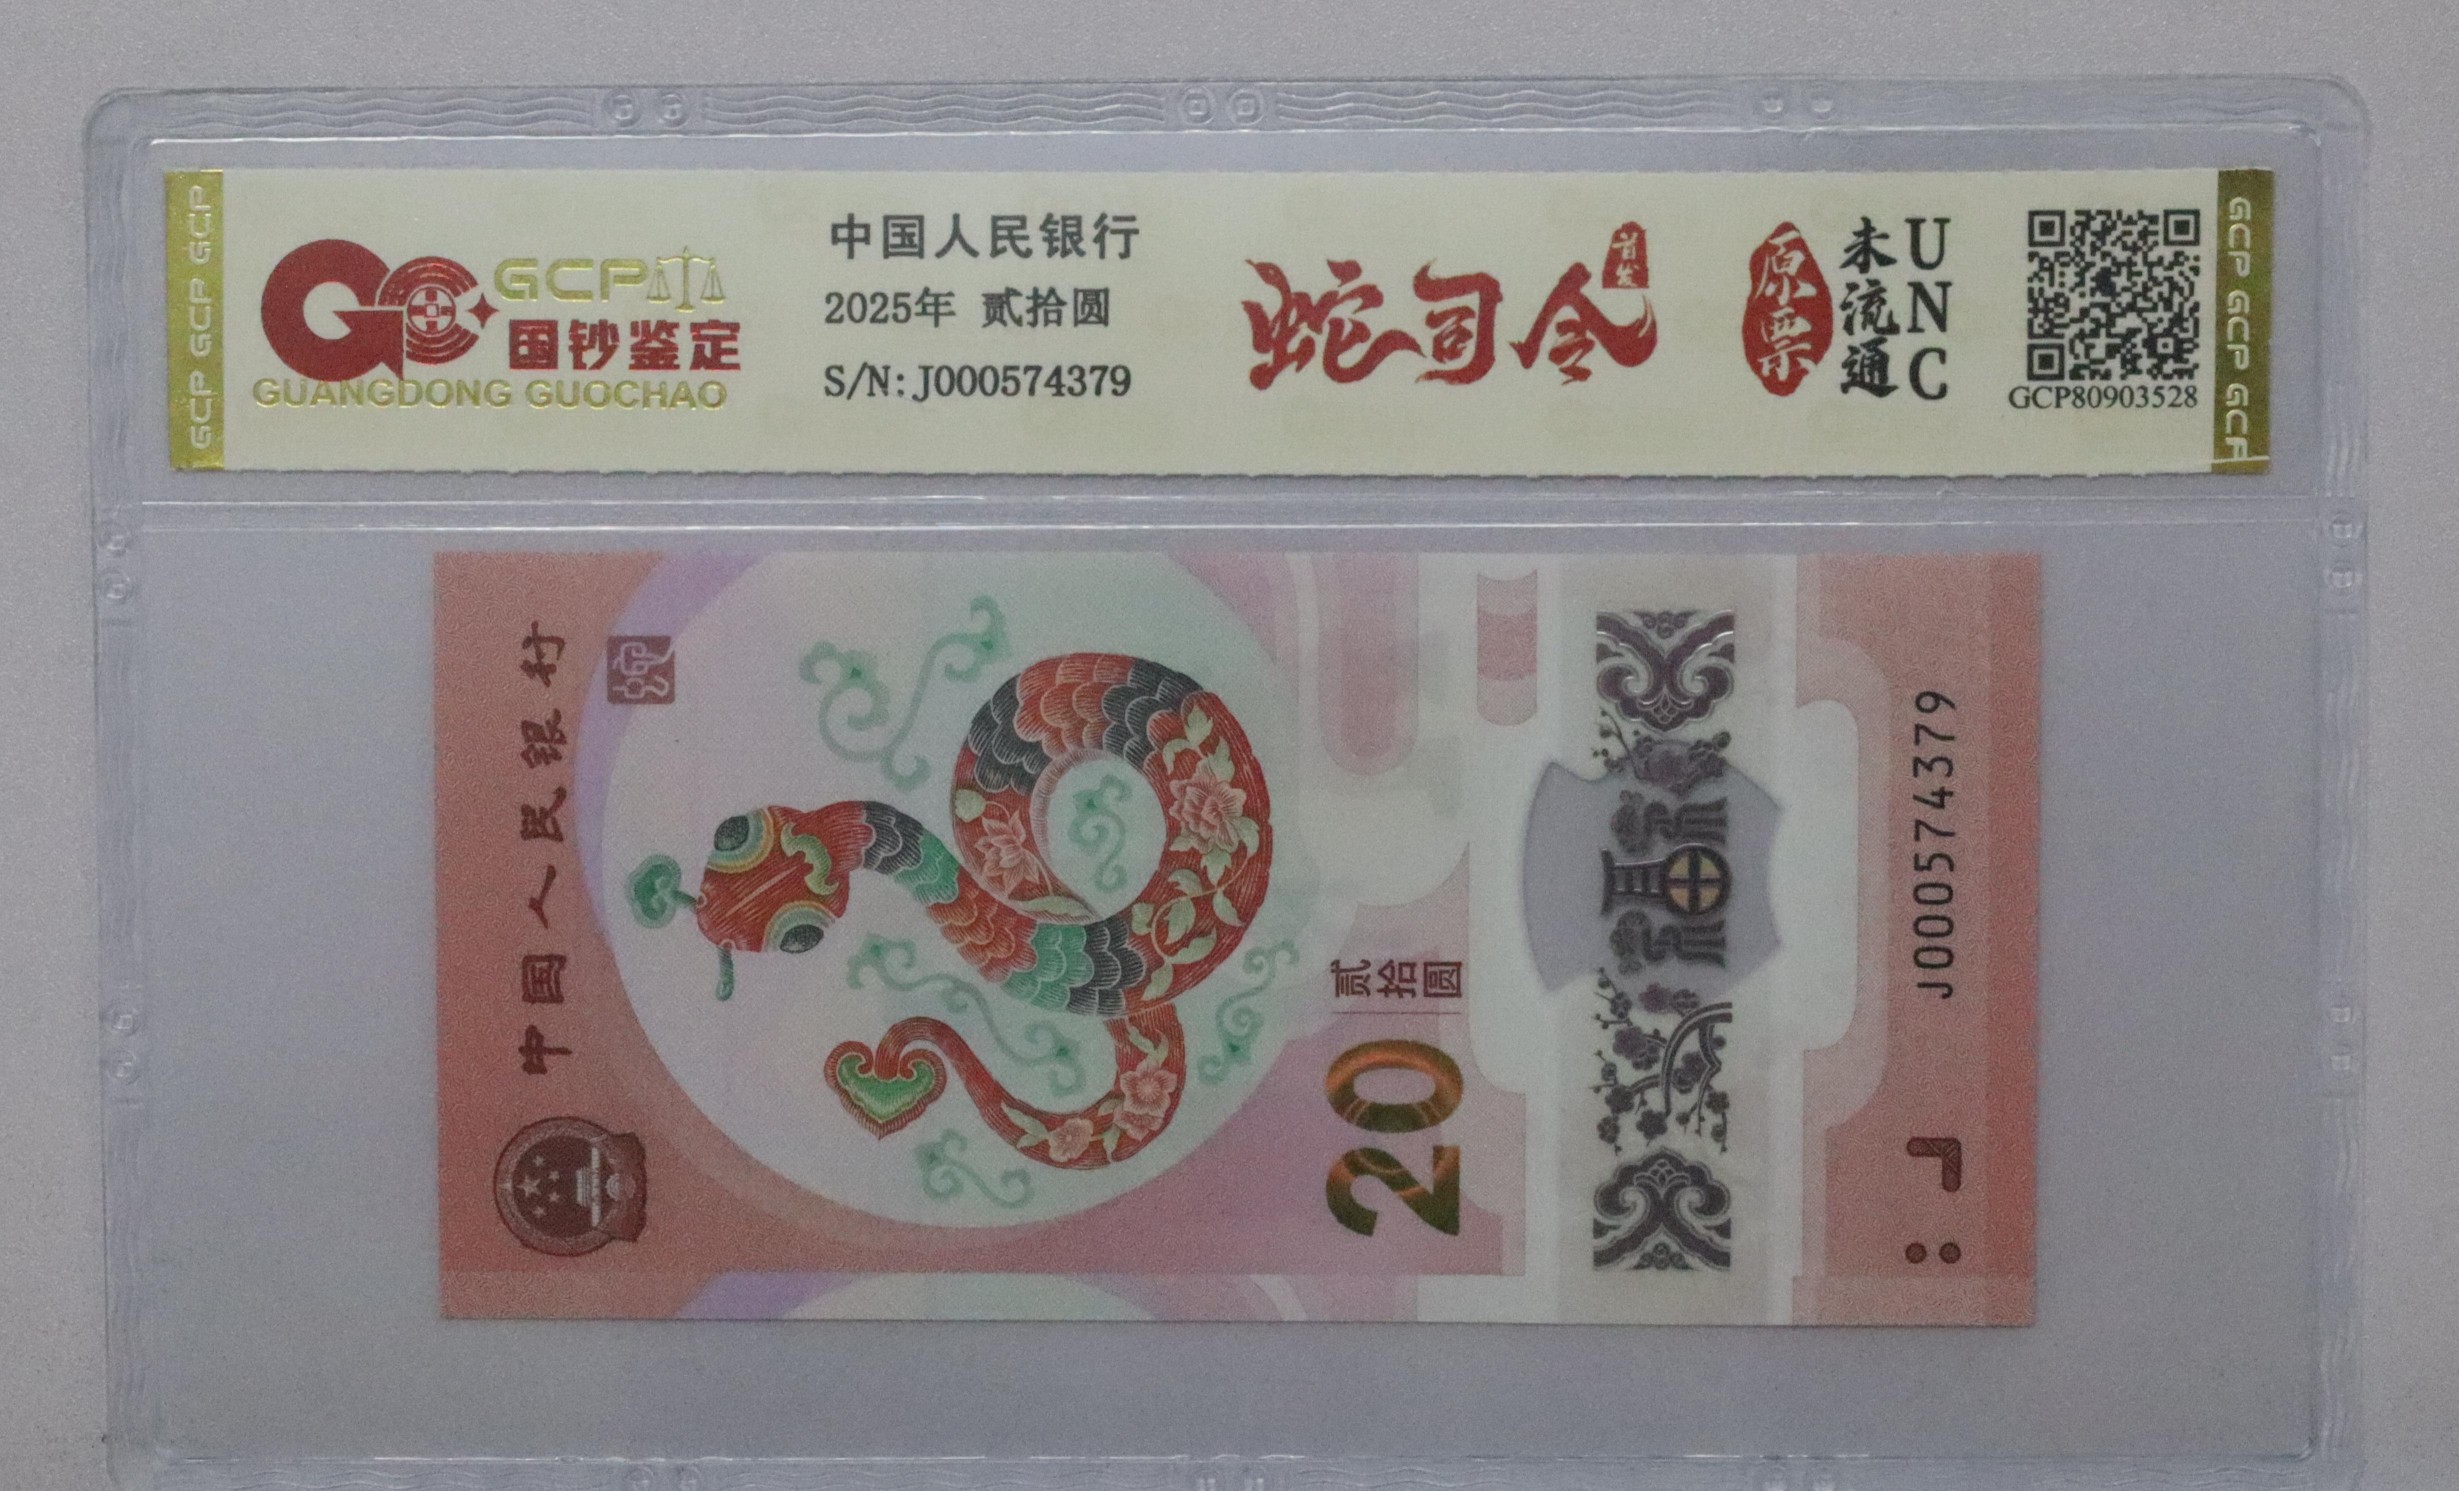 GCP GCP GCP
GCP
国钞鉴定
GUANGDONG GUOCHAO
中国人民银行
2025年 贰拾圆
S/N: J000574379
蛇司令
首发
原票
未流通
UNC
GCP80903528
GCP GCP GCP
中国人民银行
蛇
20
贰拾圆
福
J000574379